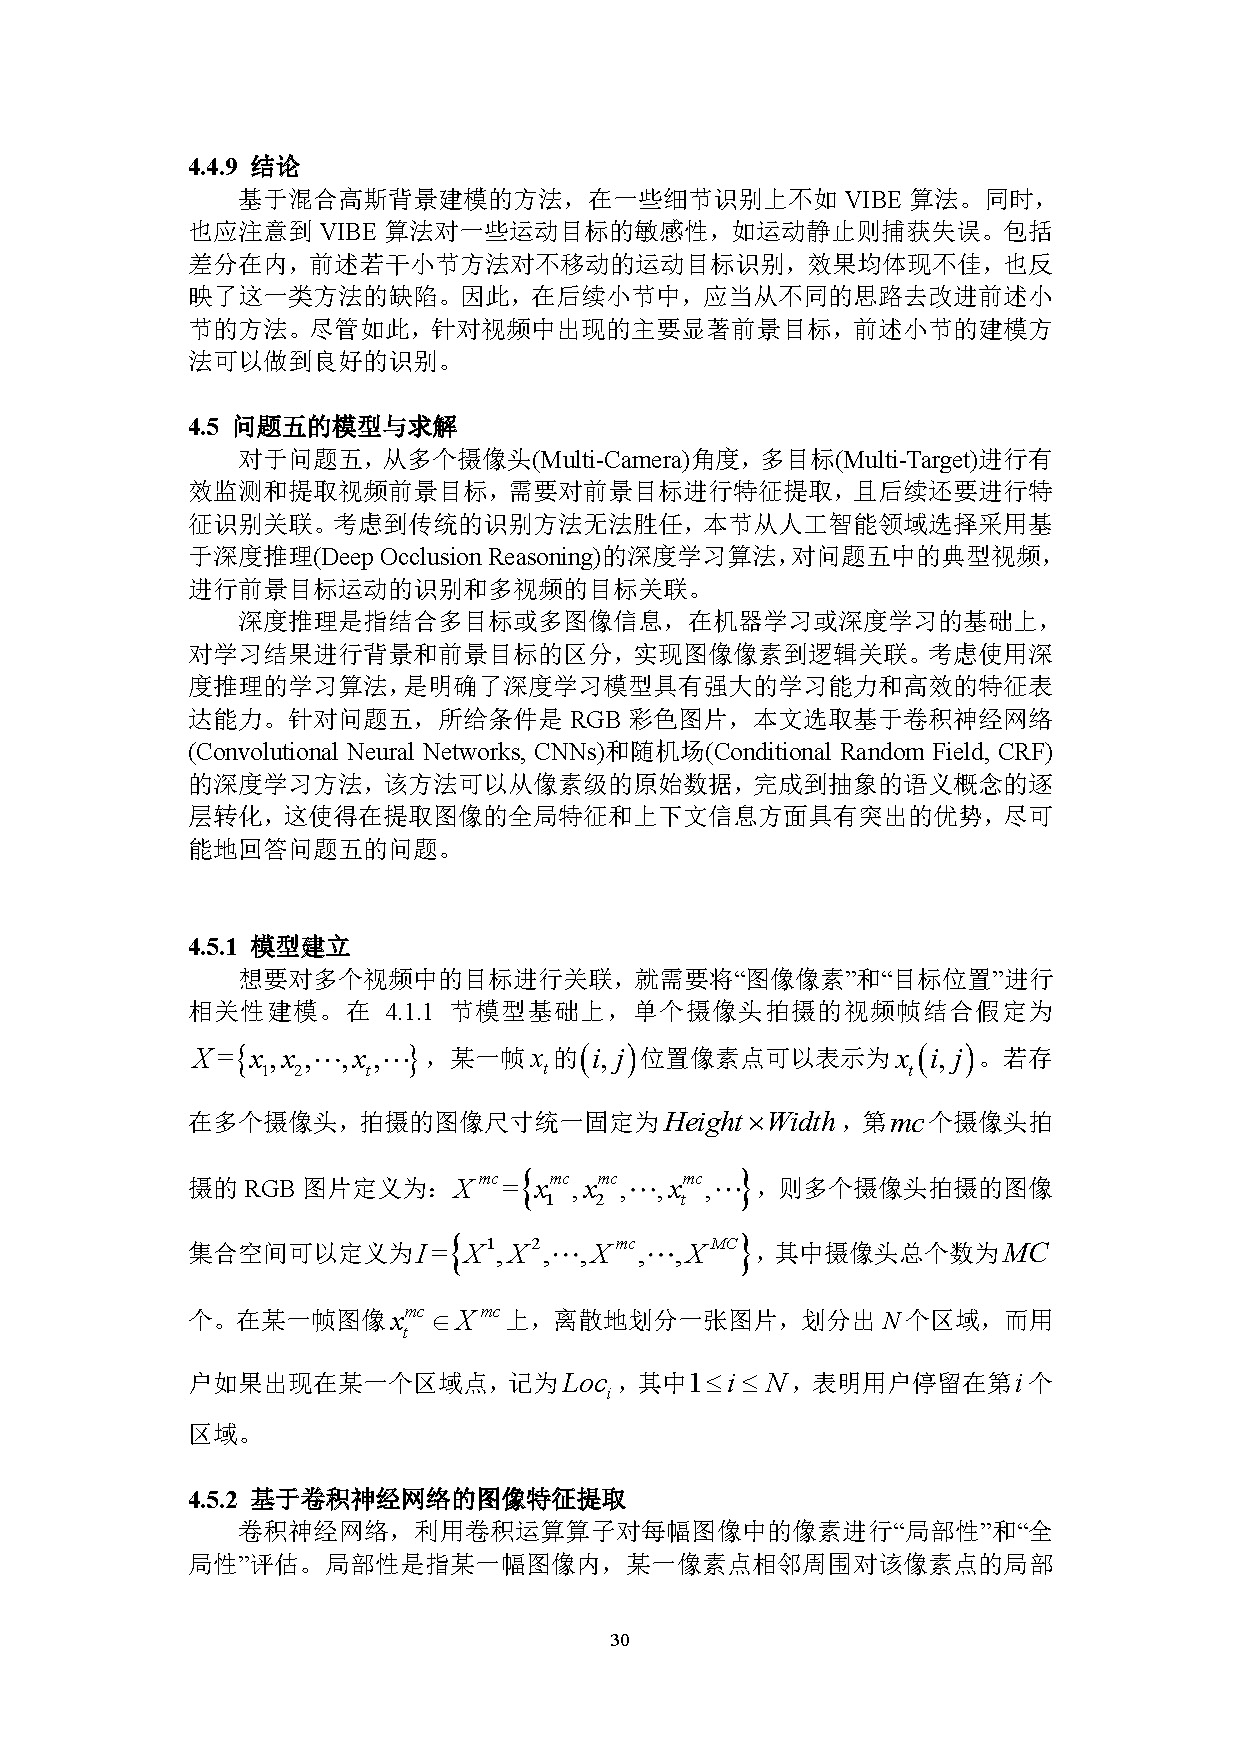 4.4.9 结论
基于混合高斯背景建模的方法，在一些细节识别上不如 VIBE 算法。同时，
也应注意到 VIBE 算法对一些运动目标的敏感性，如运动静止则捕获失误。包括
差分在内，前述若干小节方法对不移动的运动目标识别，效果均体现不佳，也反
映了这一类方法的缺陷。因此，在后续小节中，应当从不同的思路去改进前述小
节的方法。尽管如此，针对视频中出现的主要显著前景目标，前述小节的建模方
法可以做到良好的识别。
4.5 问题五的模型与求解
对于问题五，从多个摄像头(Multi-Camera)角度，多目标(Multi-Target)进行有
效监测和提取视频前景目标，需要对前景目标进行特征提取，且后续还要进行特
征识别关联。考虑到传统的识别方法无法胜任，本节从人工智能领域选择采用基
于深度推理(Deep Occlusion Reasoning)的深度学习算法，对问题五中的典型视频，
进行前景目标运动的识别和多视频的目标关联。
深度推理是指结合多目标或多图像信息，在机器学习或深度学习的基础上，
对学习结果进行背景和前景目标的区分，实现图像像素到逻辑关联。考虑使用深
度推理的学习算法，是明确了深度学习模型具有强大的学习能力和高效的特征表
达能力。针对问题五，所给条件是 RGB 彩色图片，本文选取基于卷积神经网络
(Convolutional Neural Networks, CNNs)和随机场(Conditional Random Field, CRF)
的深度学习方法，该方法可以从像素级的原始数据，完成到抽象的语义概念的逐
层转化，这使得在提取图像的全局特征和上下文信息方面具有突出的优势，尽可
能地回答问题五的问题。
4.5.1 模型建立
想要对多个视频中的目标进行关联，就需要将“图像像素”和“目标位置”进行
相关性建模。在 4.1.1 节模型基础上，单个摄像头拍摄的视频帧结合假定为
$X=\{x_1,x_2,\cdots,x_t,\cdots\}$，某一帧$x_t$的$(i,j)$位置像素点可以表示为$x_t(i,j)$。若存
在多个摄像头，拍摄的图像尺寸统一固定为$Height \times Width$，第$mc$个摄像头拍
摄的 RGB 图片定义为：$X^{mc}=\{x_1^{mc},x_2^{mc},\cdots,x_t^{mc},\cdots\}$，则多个摄像头拍摄的图像
集合空间可以定义为$I=\{X^1,X^2,\cdots,X^{mc},\cdots,X^{MC}\}$，其中摄像头总个数为$MC$
个。在某一帧图像$x_t^{mc} \in X^{mc}$上，离散地划分一张图片，划分出$N$个区域，而用
户如果出现在某一个区域点，记为$Loc_i$，其中$1 \le i \le N$，表明用户停留在第$i$个
区域。
4.5.2 基于卷积神经网络的图像特征提取
卷积神经网络，利用卷积运算算子对每幅图像中的像素进行“局部性”和“全
局性”评估。局部性是指某一幅图像内，某一像素点相邻周围对该像素点的局部
30